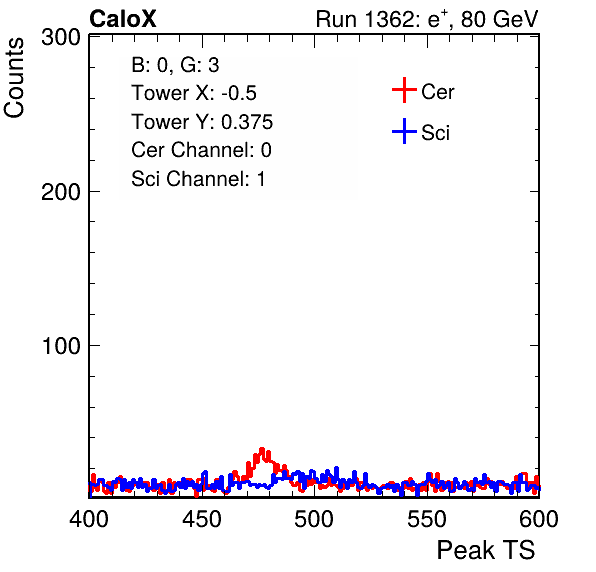 CaloX Run 1362: e+, 80 GeV
Counts
300
200
100
B: 0, G: 3
Tower X: -0.5
Tower Y: 0.375
Cer Channel: 0
Sci Channel: 1
Cer
Sci
400 450 500 550 600
Peak TS